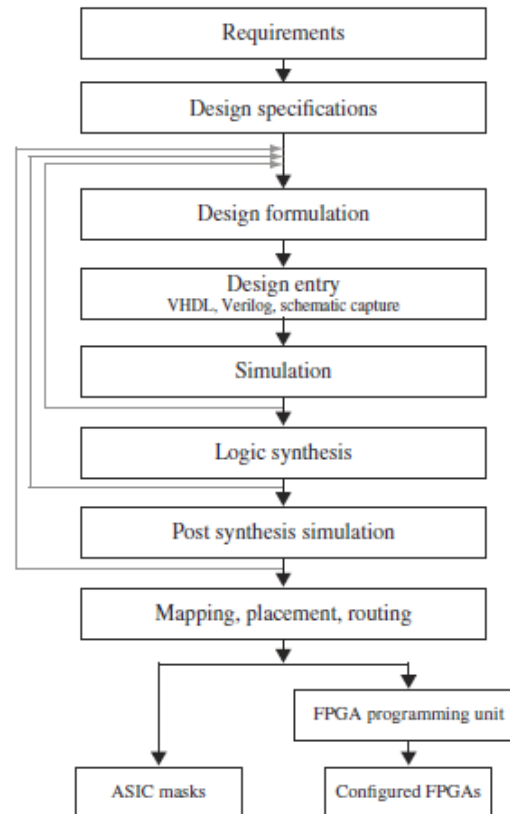 Requirements
Design specifications
Design formulation
Design entry
VHDL, Verilog, schematic capture
Simulation
Logic synthesis
Post synthesis simulation
Mapping, placement, routing
FPGA programming unit
ASIC masks
Configured FPGAs